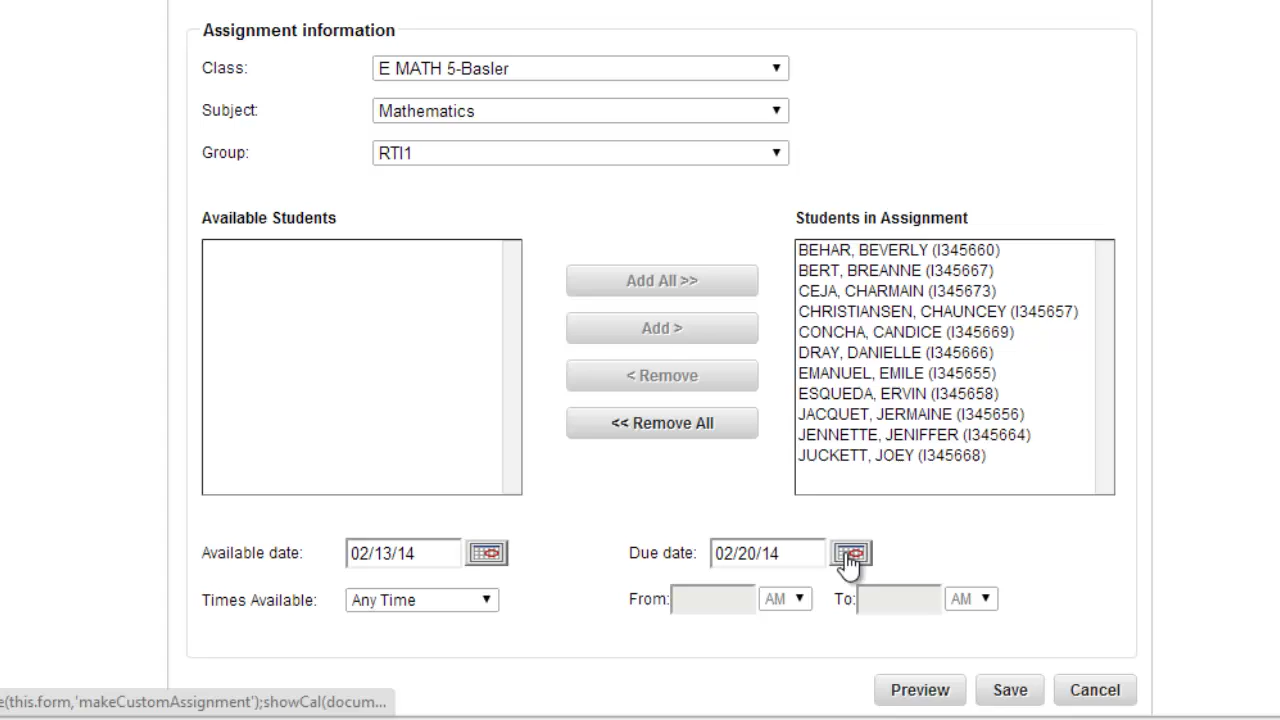 Assignment information
Class: E MATH 5-Basler
Subject: Mathematics
Group: RTI1
Available Students
Students in Assignment
BEHAR, BEVERLY (I345660)
BERT, BREANNE (I345667)
CEJA, CHARMAIN (I345673)
CHRISTIANSEN, CHAUNCEY (I345657)
CONCHA, CANDICE (I345669)
DRAY, DANIELLE (I345666)
EMANUEL, EMILE (I345655)
ESQUEDA, ERVIN (I345658)
JACQUET, JERMAINE (I345656)
JENNETTE, JENIFFER (I345664)
JUCKETT, JOEY (I345668)
Add All >>
Add >
< Remove
<< Remove All
Available date: 02/13/14 Due date: 02/20/14
Times Available: Any Time From: AM To: AM
Preview Save Cancel
e(this.form,'makeCustomAssignment');showCal(docum...